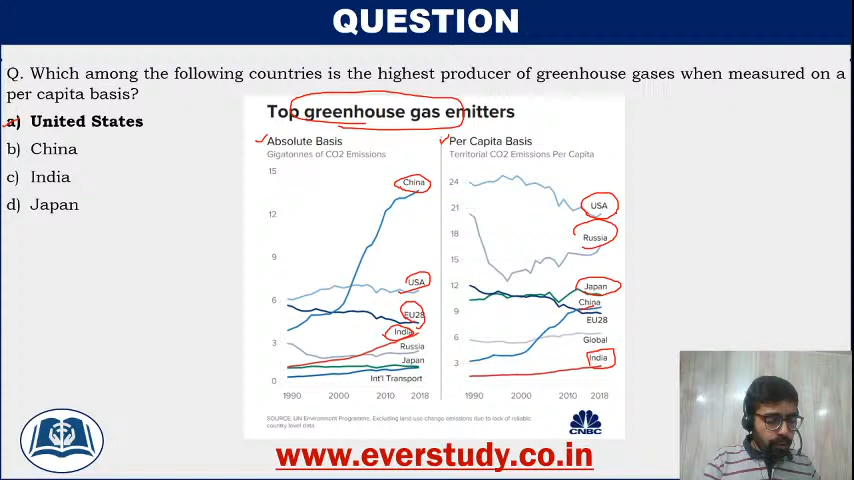 QUESTION
Q. Which among the following countries is the highest producer of greenhouse gases when measured on a
per capita basis?
a) United States
b) China
c) India
d) Japan
Top greenhouse gas emitters
Absolute Basis
Gigatonnes of CO2 Emissions
15
12
9
6
3
0
China
USA
EU28
India
Russia
Japan
Int'l Transport
1990 2000 2010 2018
Per Capita Basis
Territorial CO2 Emissions Per Capita
24
21
18
15
12
9
6
3
USA
Russia
Japan
China
EU28
Global
India
1990 2000 2010 2018
SOURCE: UN Environment Programme. Excluding land-use change emissions due to lack of reliable
country level data.
CNBC
www.everstudy.co.in